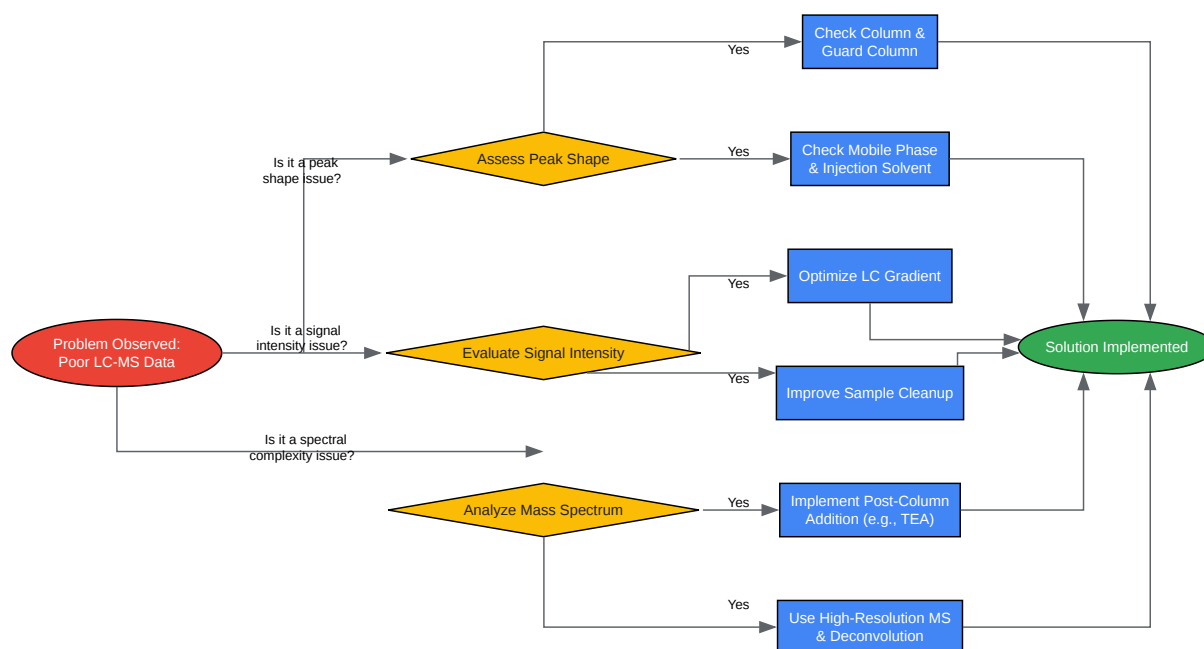 Check Column &
Guard Column
Yes
Is it a peak
shape issue?
Assess Peak Shape
Yes
Check Mobile Phase
& Injection Solvent
Optimize LC Gradient
Yes
Problem Observed:
Poor LC-MS Data
Is it a signal
intensity issue?
Evaluate Signal Intensity
Yes
Improve Sample Cleanup
Solution Implemented
Is it a spectral
complexity issue?
Analyze Mass Spectrum
Yes
Implement Post-Column
Addition (e.g., TEA)
Yes
Use High-Resolution MS
& Deconvolution